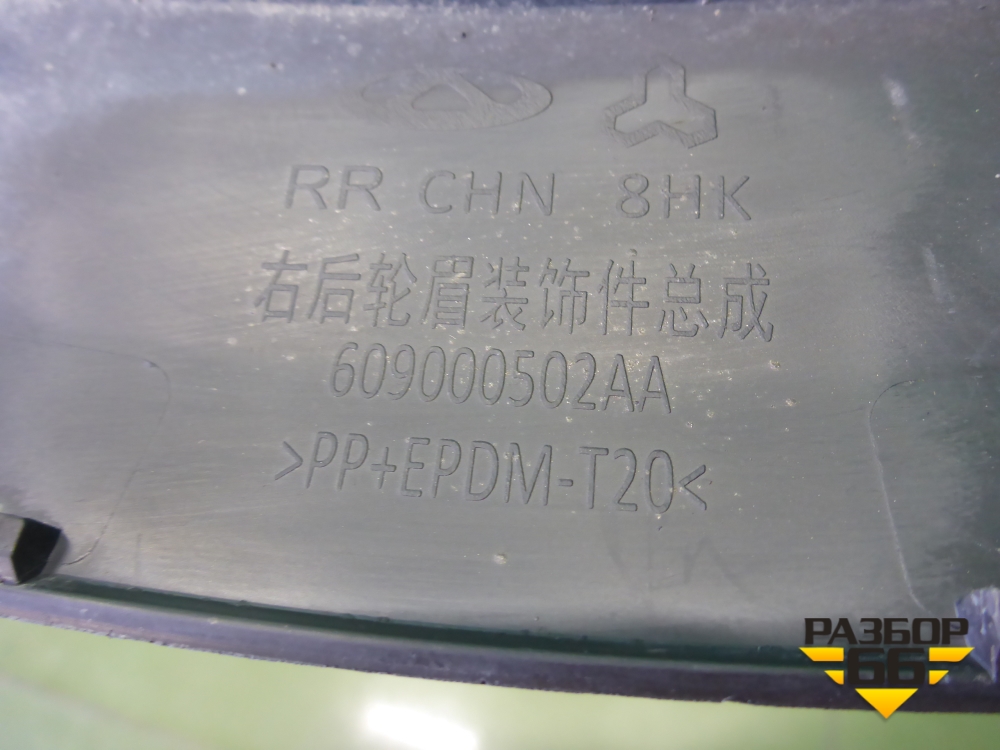 RR CHN 8HK
右后轮眉装饰件总成
609000502AA
>PP+EPDM-T20<
РАЗБОР
66